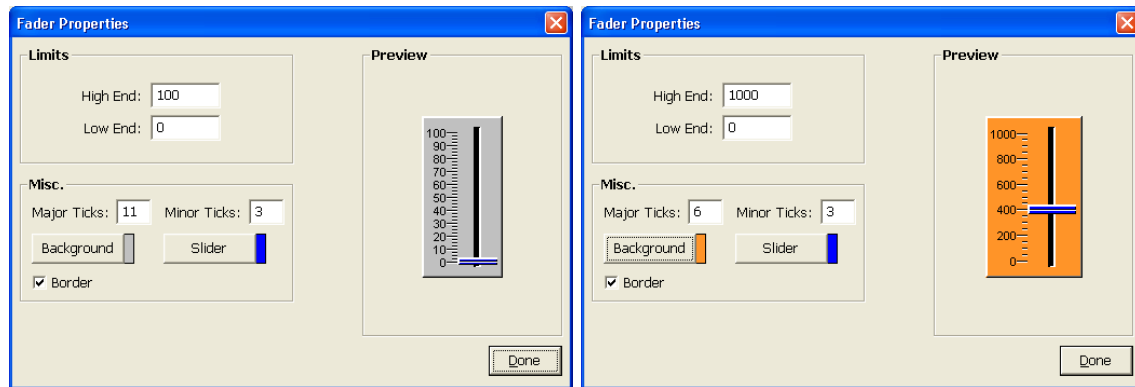 Fader Properties
Limits
High End: 100
Low End: 0
Misc.
Major Ticks: 11 Minor Ticks: 3
Background Slider
Border
Preview
100
90
80
70
60
50
40
30
20
10
0
Done
Fader Properties
Limits
High End: 1000
Low End: 0
Misc.
Major Ticks: 6 Minor Ticks: 3
Background Slider
Border
Preview
1000
800
600
400
200
0
Done